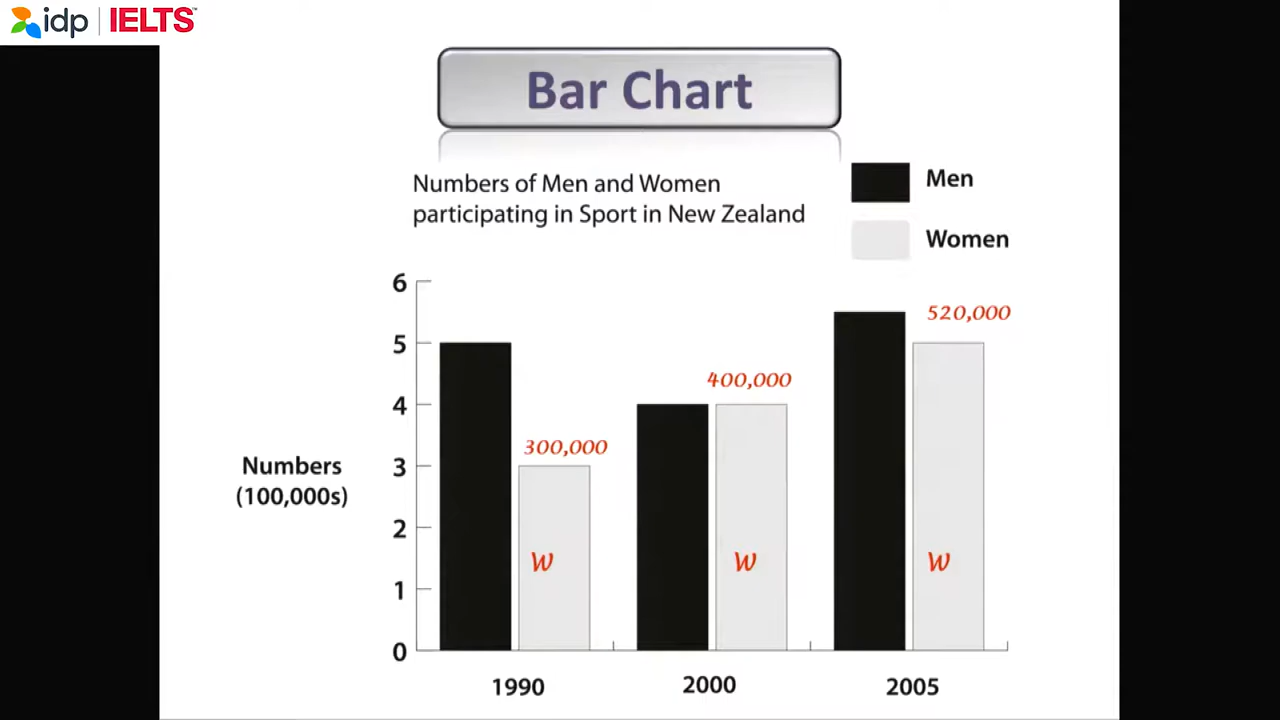 idp IELTS™
Bar Chart
Numbers of Men and Women
participating in Sport in New Zealand
Men
Women
6
5
4
3
2
1
0
Numbers
(100,000s)
300,000
400,000
520,000
W
W
W
1990
2000
2005